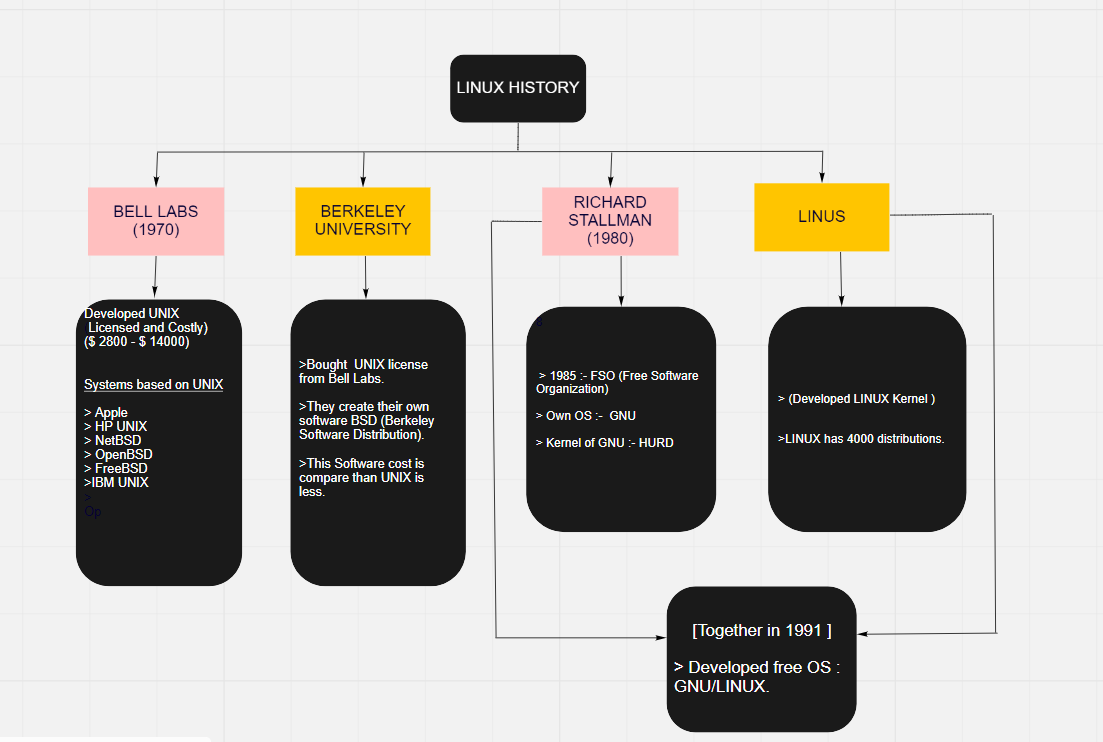 LINUX HISTORY
BELL LABS
(1970)
BERKELEY
UNIVERSITY
RICHARD
STALLMAN
(1980)
LINUS
Developed UNIX
Licensed and Costly)
($ 2800 - $ 14000)
Systems based on UNIX
> Apple
> HP UNIX
> NetBSD
> OpenBSD
> FreeBSD
>IBM UNIX
>
Op
>Bought UNIX license
from Bell Labs.
>They create their own
software BSD (Berkeley
Software Distribution).
>This Software cost is
compare than UNIX is
less.
> 1985 :- FSO (Free Software
Organization)
> Own OS :- GNU
> Kernel of GNU :- HURD
> (Developed LINUX Kernel )
>LINUX has 4000 distributions.
[Together in 1991 ]
> Developed free OS :
GNU/LINUX.